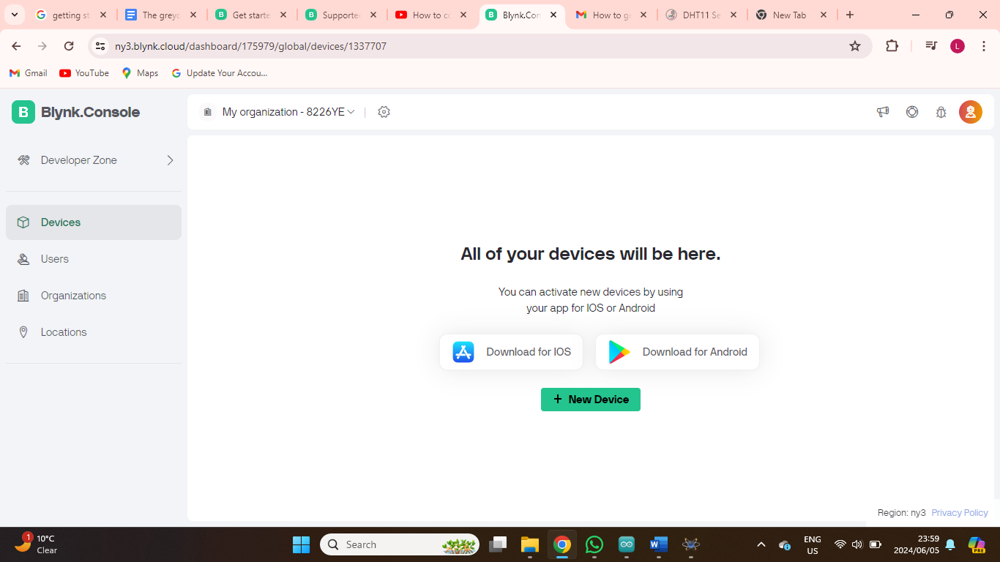 getting st
The greyc
Get starte
Supported
How to co
Blynk.Con
How to ge
DHT11 Se
New Tab
ny3.blynk.cloud/dashboard/175979/global/devices/1337707
L
Gmail
YouTube
Maps
Update Your Accou...
B
Blynk.Console
My organization - 8226YE
Developer Zone
Devices
Users
Organizations
Locations
All of your devices will be here.
You can activate new devices by using
your app for IOS or Android
Download for IOS
Download for Android
+ New Device
Region: ny3 Privacy Policy
1
10°C
Clear
Search
ENG
US
23:59
2024/06/05
PRE